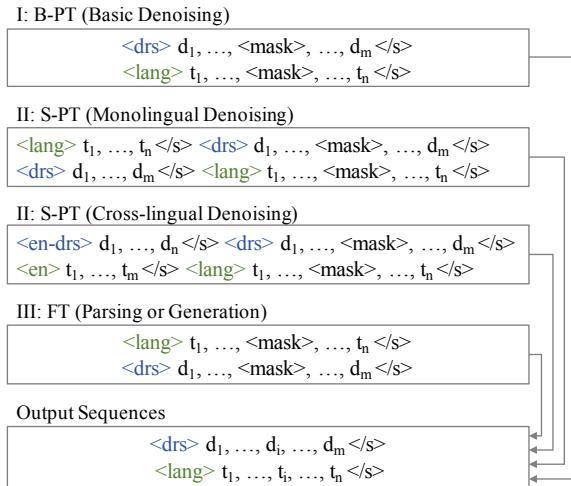 I: B-PT (Basic Denoising)
<drs> d₁, …, <mask>, …, dₘ </s>
<lang> t₁, …, <mask>, …, tₙ </s>
II: S-PT (Monolingual Denoising)
<lang> t₁, …, tₙ </s> <drs> d₁, …, <mask>, …, dₘ </s>
<drs> d₁, …, dₘ </s> <lang> t₁, …, <mask>, …, tₙ </s>
II: S-PT (Cross-lingual Denoising)
<en-drs> d₁, …, dₙ </s> <drs> d₁, …, <mask>, …, dₘ </s>
<en> t₁, …, tₘ </s> <lang> t₁, …, <mask>, …, tₙ </s>
III: FT (Parsing or Generation)
<lang> t₁, …, <mask>, …, tₙ </s>
<drs> d₁, …, <mask>, …, dₘ </s>
Output Sequences
<drs> d₁, …, dᵢ, …, dₘ </s>
<lang> t₁, …, tᵢ, …, tₙ </s>